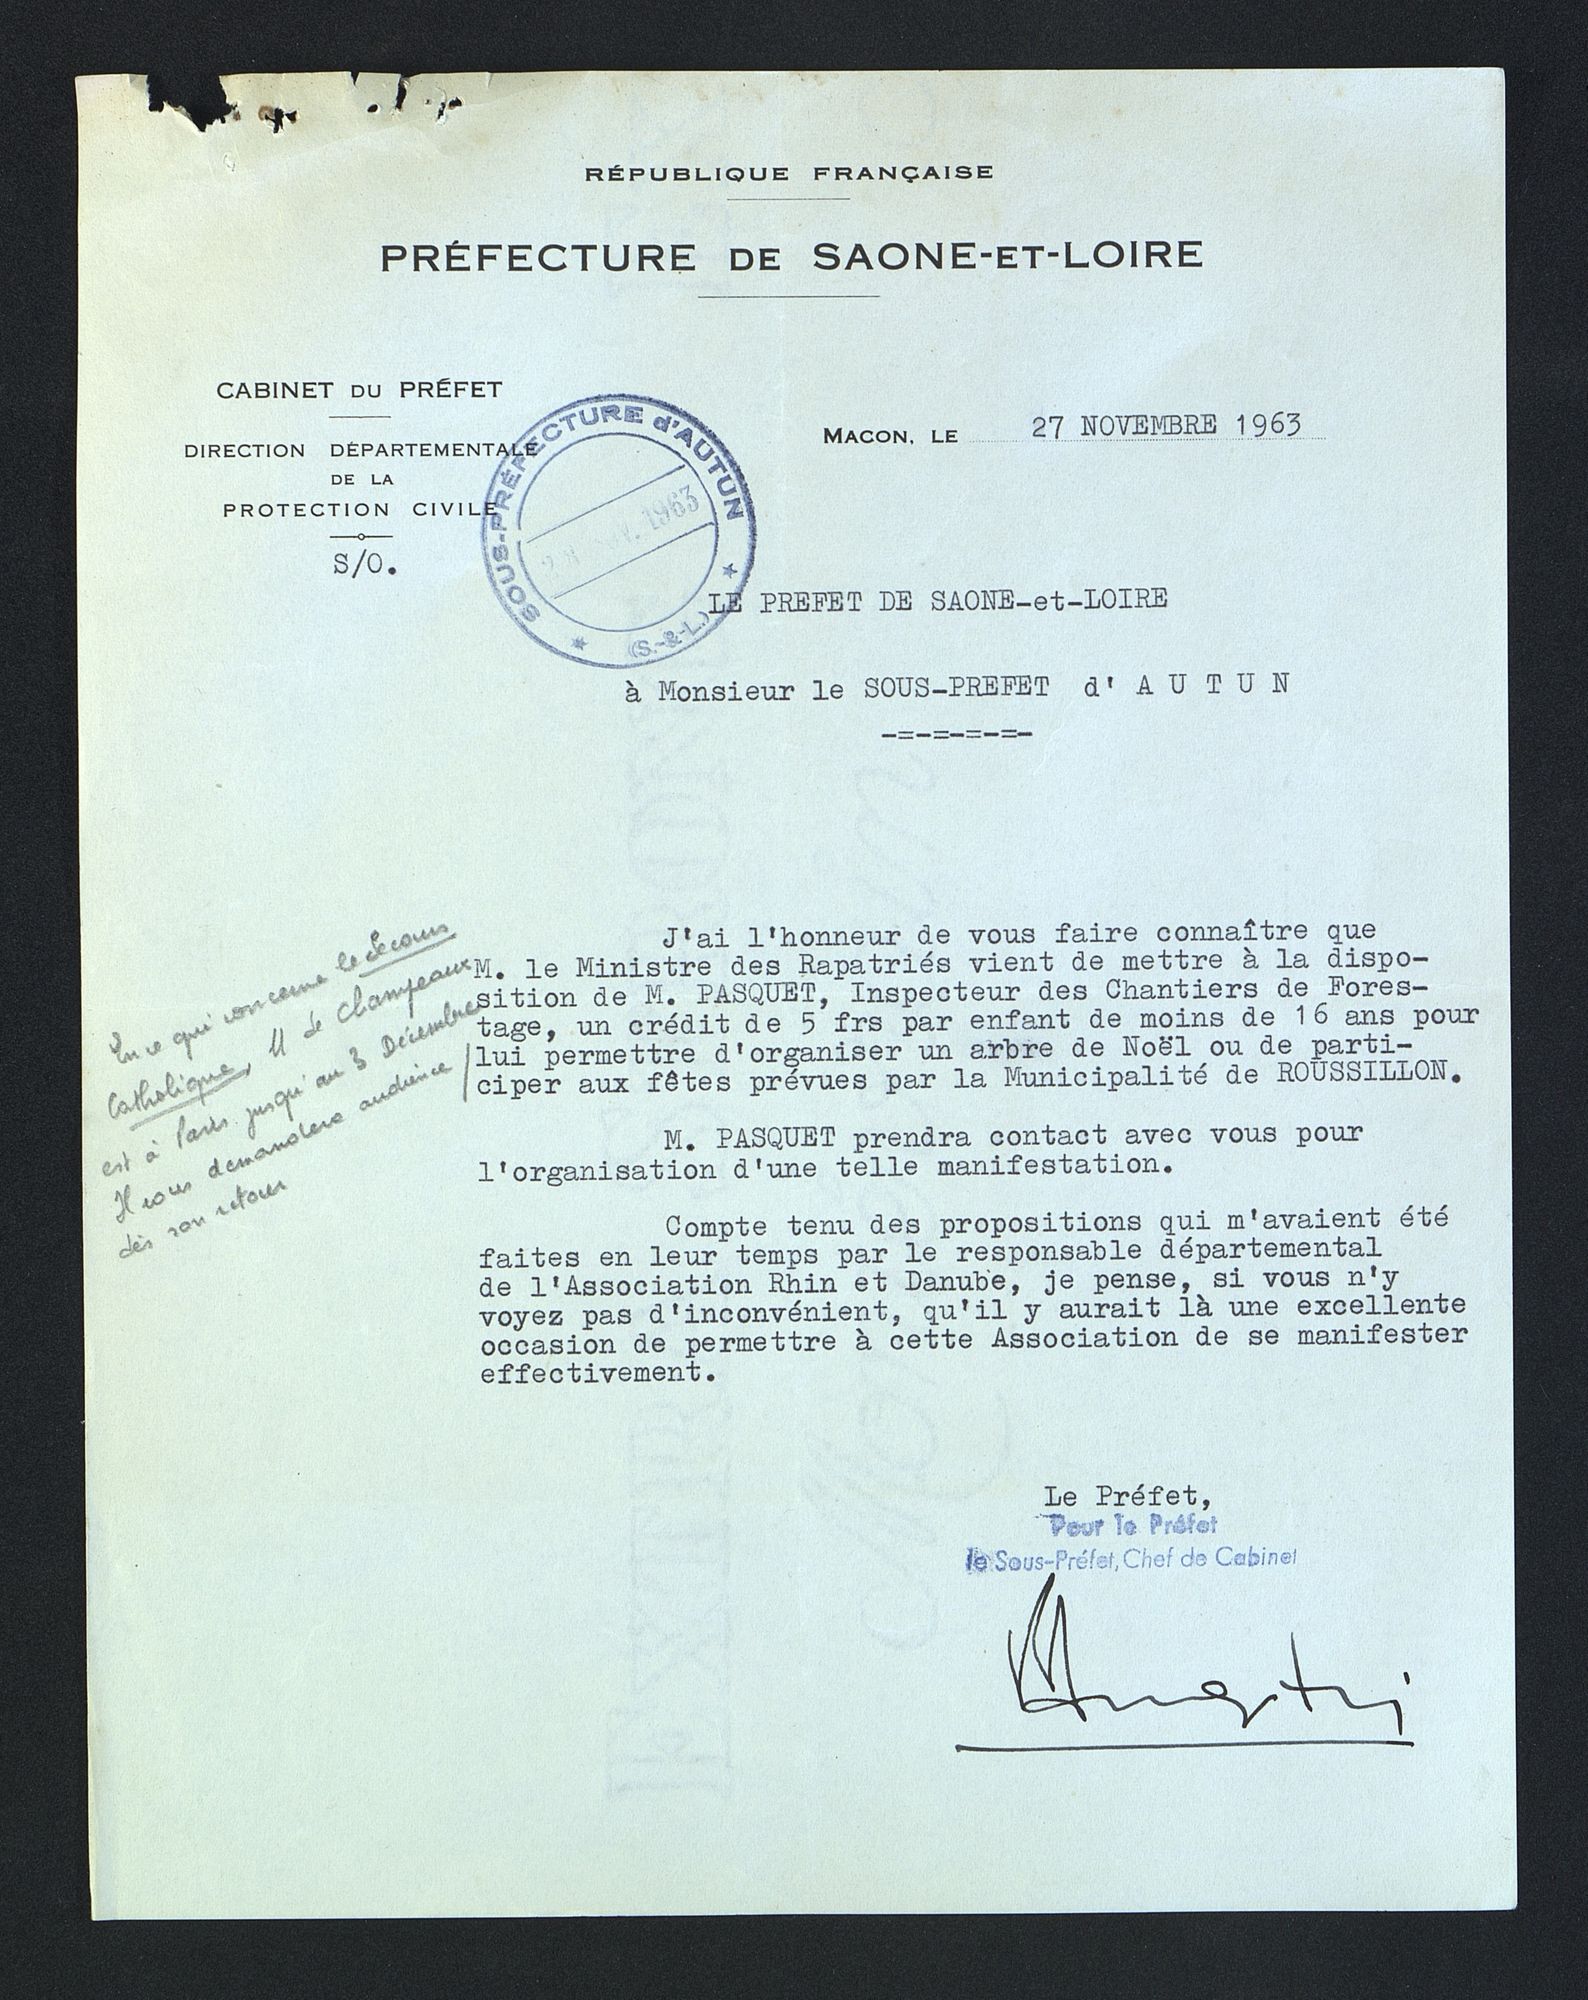 RÉPUBLIQUE FRANÇAISE
PRÉFECTURE DE SAONE-ET-LOIRE
CABINET DU PRÉFET
DIRECTION DÉPARTEMENTALE
DE LA
PROTECTION CIVILE
S/O.
SOUS-PRÉFECTURE d'AUTUN
1963
(S.-&-L.)
MACON, LE 27 NOVEMBRE 1963
LE PREFET DE SAONE-et-LOIRE
à Monsieur le SOUS-PREFET d' A U T U N
-=-=-=-=-
J'ai l'honneur de vous faire connaître que
M. le Ministre des Rapatriés vient de mettre à la dispo-
sition de M. PASQUET, Inspecteur des Chantiers de Fores-
tage, un crédit de 5 frs par enfant de moins de 16 ans pour
lui permettre d'organiser un arbre de Noël ou de parti-
ciper aux fêtes prévues par la Municipalité de ROUSSILLON.
M. PASQUET prendra contact avec vous pour
l'organisation d'une telle manifestation.
Compte tenu des propositions qui m'avaient été
faites en leur temps par le responsable départemental
de l'Association Rhin et Danube, je pense, si vous n'y
voyez pas d'inconvénient, qu'il y aurait là une excellente
occasion de permettre à cette Association de se manifester
effectivement.
En ce qui concerne le Secours
Catholique, M de Champeaux
est à Paris jusqu'au 3 Décembre
Il vous demandera audience
dès son retour
Le Préfet,
Pour le Préfet
le Sous-Préfet, Chef de Cabinet